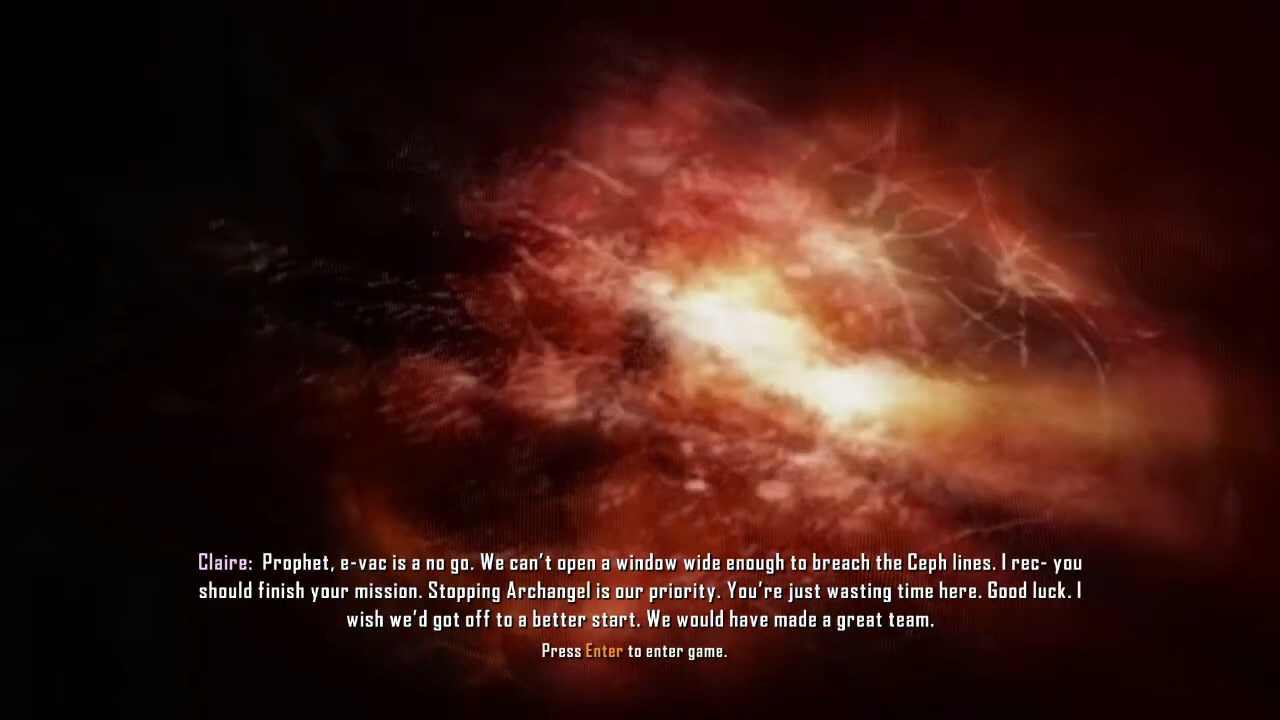 Claire: Prophet, e-vac is a no go. We can't open a window wide enough to breach the Ceph lines. I rec- you
should finish your mission. Stopping Archangel is our priority. You're just wasting time here. Good luck. I
wish we'd got off to a better start. We would have made a great team.
Press Enter to enter game.